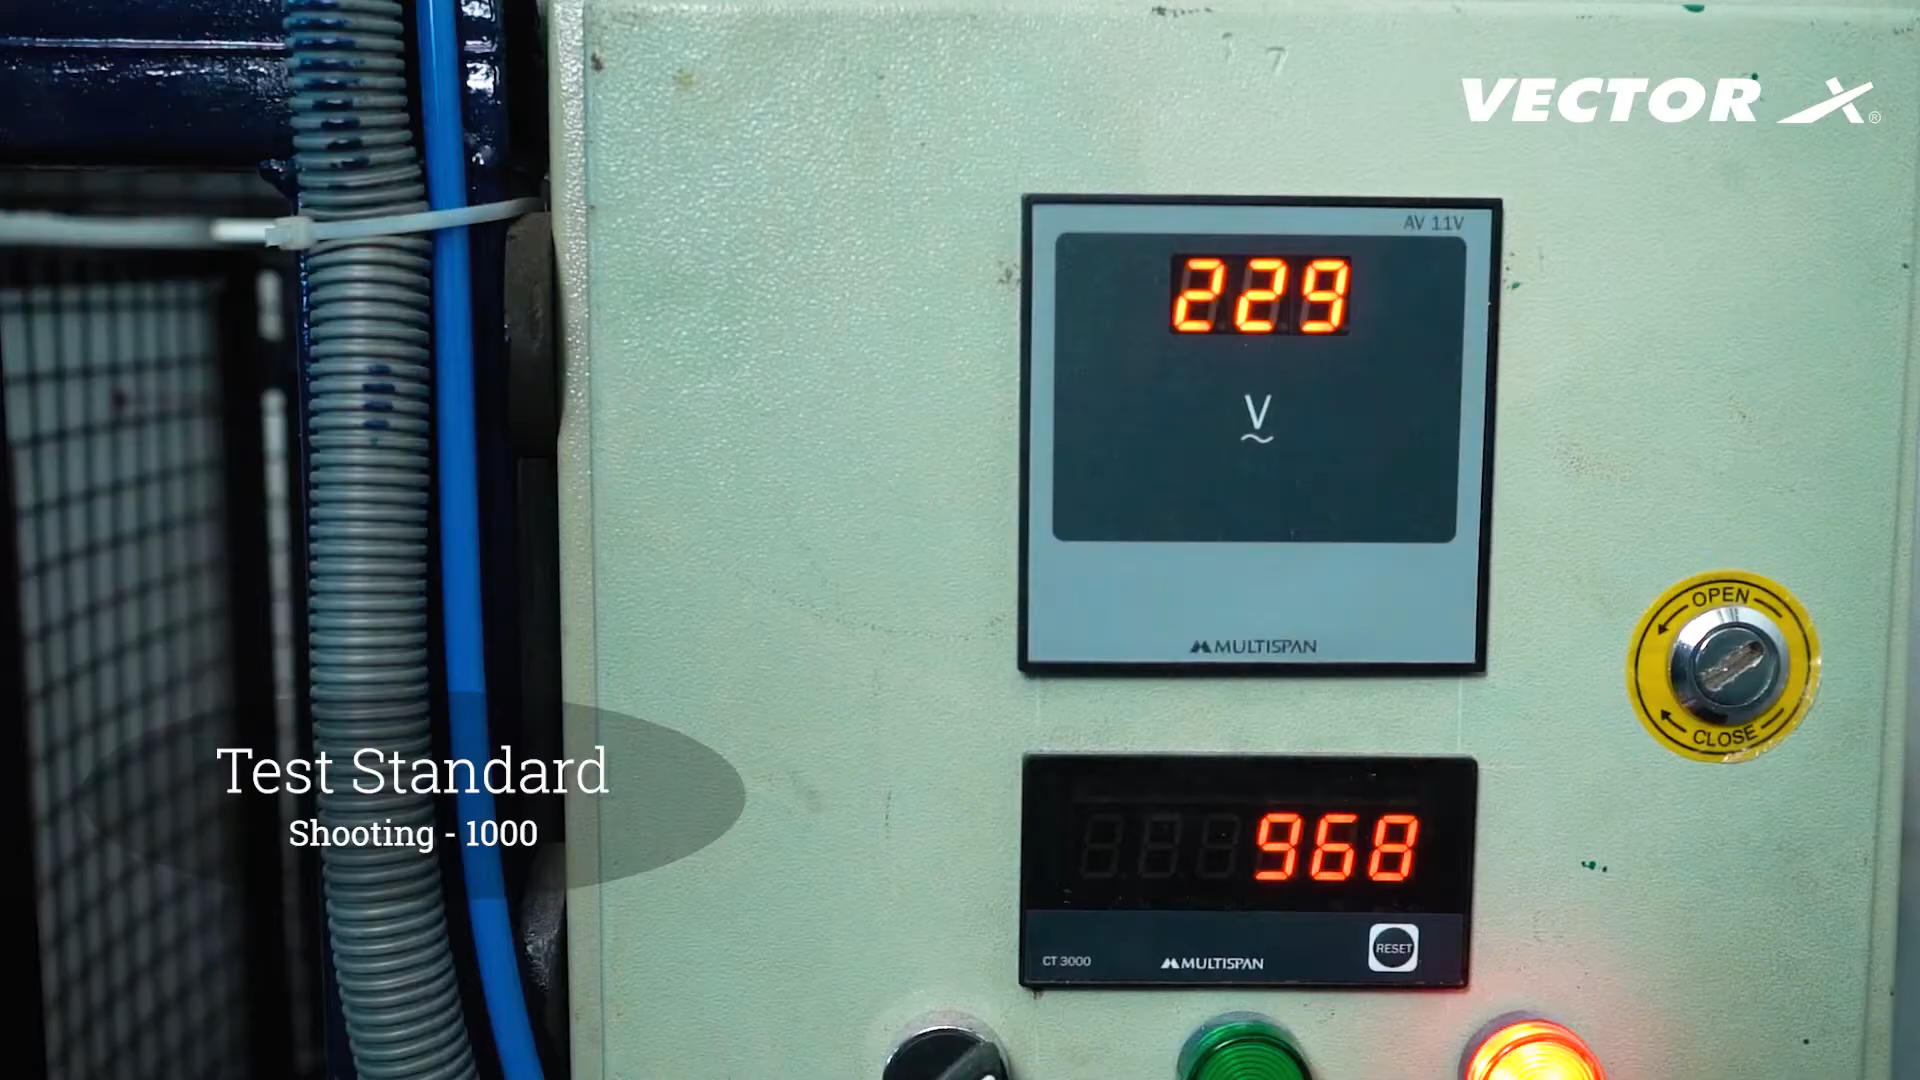 VECTOR X®
AV 11V
229
V
MULTISPAN
OPEN
CLOSE
Test Standard
Shooting - 1000
968
RESET
CT 3000
MULTISPAN